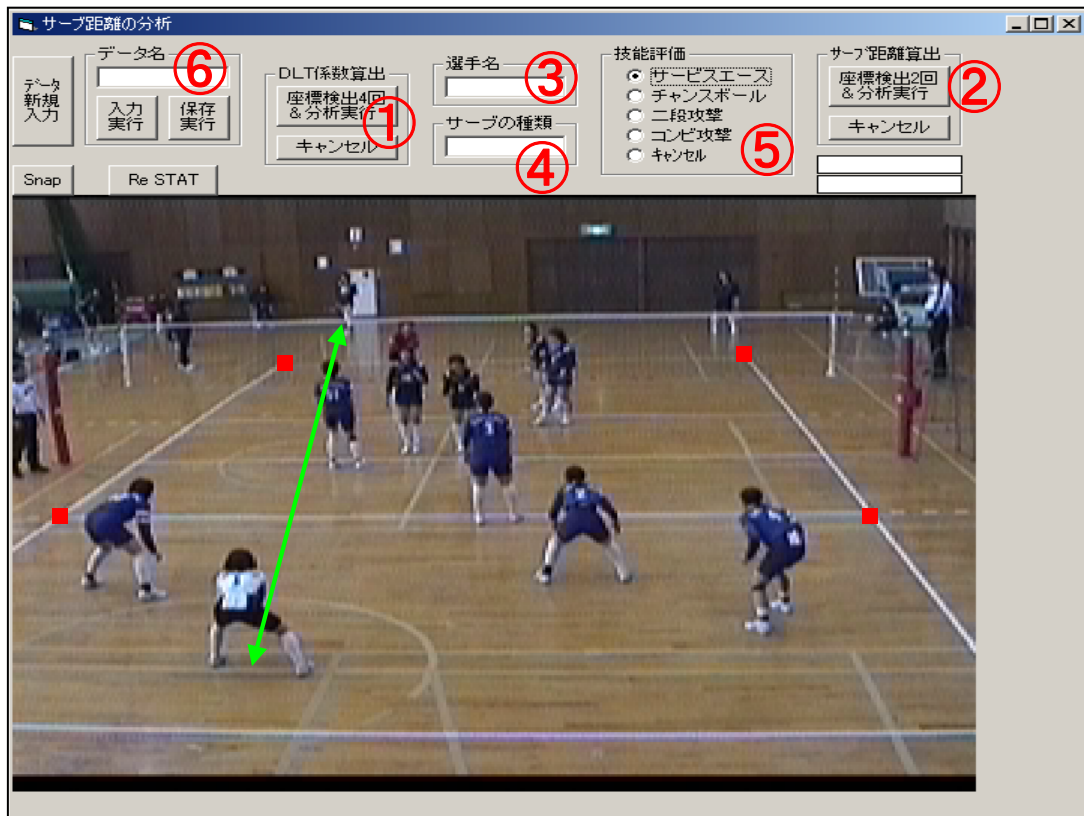 サーブ距離の分析
データ新規入力
データ名
⑥
入力実行
保存実行
DLT係数算出
座標検出4回
&分析実行
①
キャンセル
選手名
③
サーブの種類
④
技能評価
サービスエース
チャンスボール
二段攻撃
コンビ攻撃
キャンセル
⑤
サーブ距離算出
座標検出2回
&分析実行
②
キャンセル
Snap
Re STAT